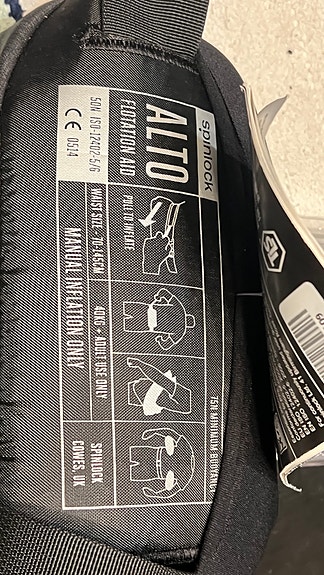 spinlock
ALTO
FLOTATION AID
50N ISO-12402-5/6
CE 0514
PULL TO INFLATE
WAIST SIZE: 70-145CM
40KG + ADULT USE ONLY
MANUAL INFLATION ONLY
75N MINIMUM BUOYANC
SPINLOCK
COWES, UK